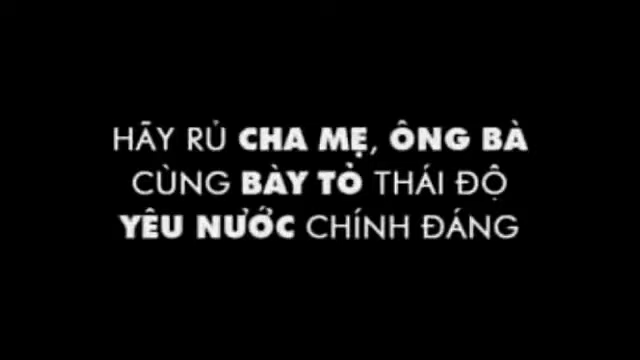 HÃY RỦ CHA MẸ, ÔNG BÀ
CÙNG BÀY TỎ THÁI ĐỘ
YÊU NƯỚC CHÍNH ĐÁNG